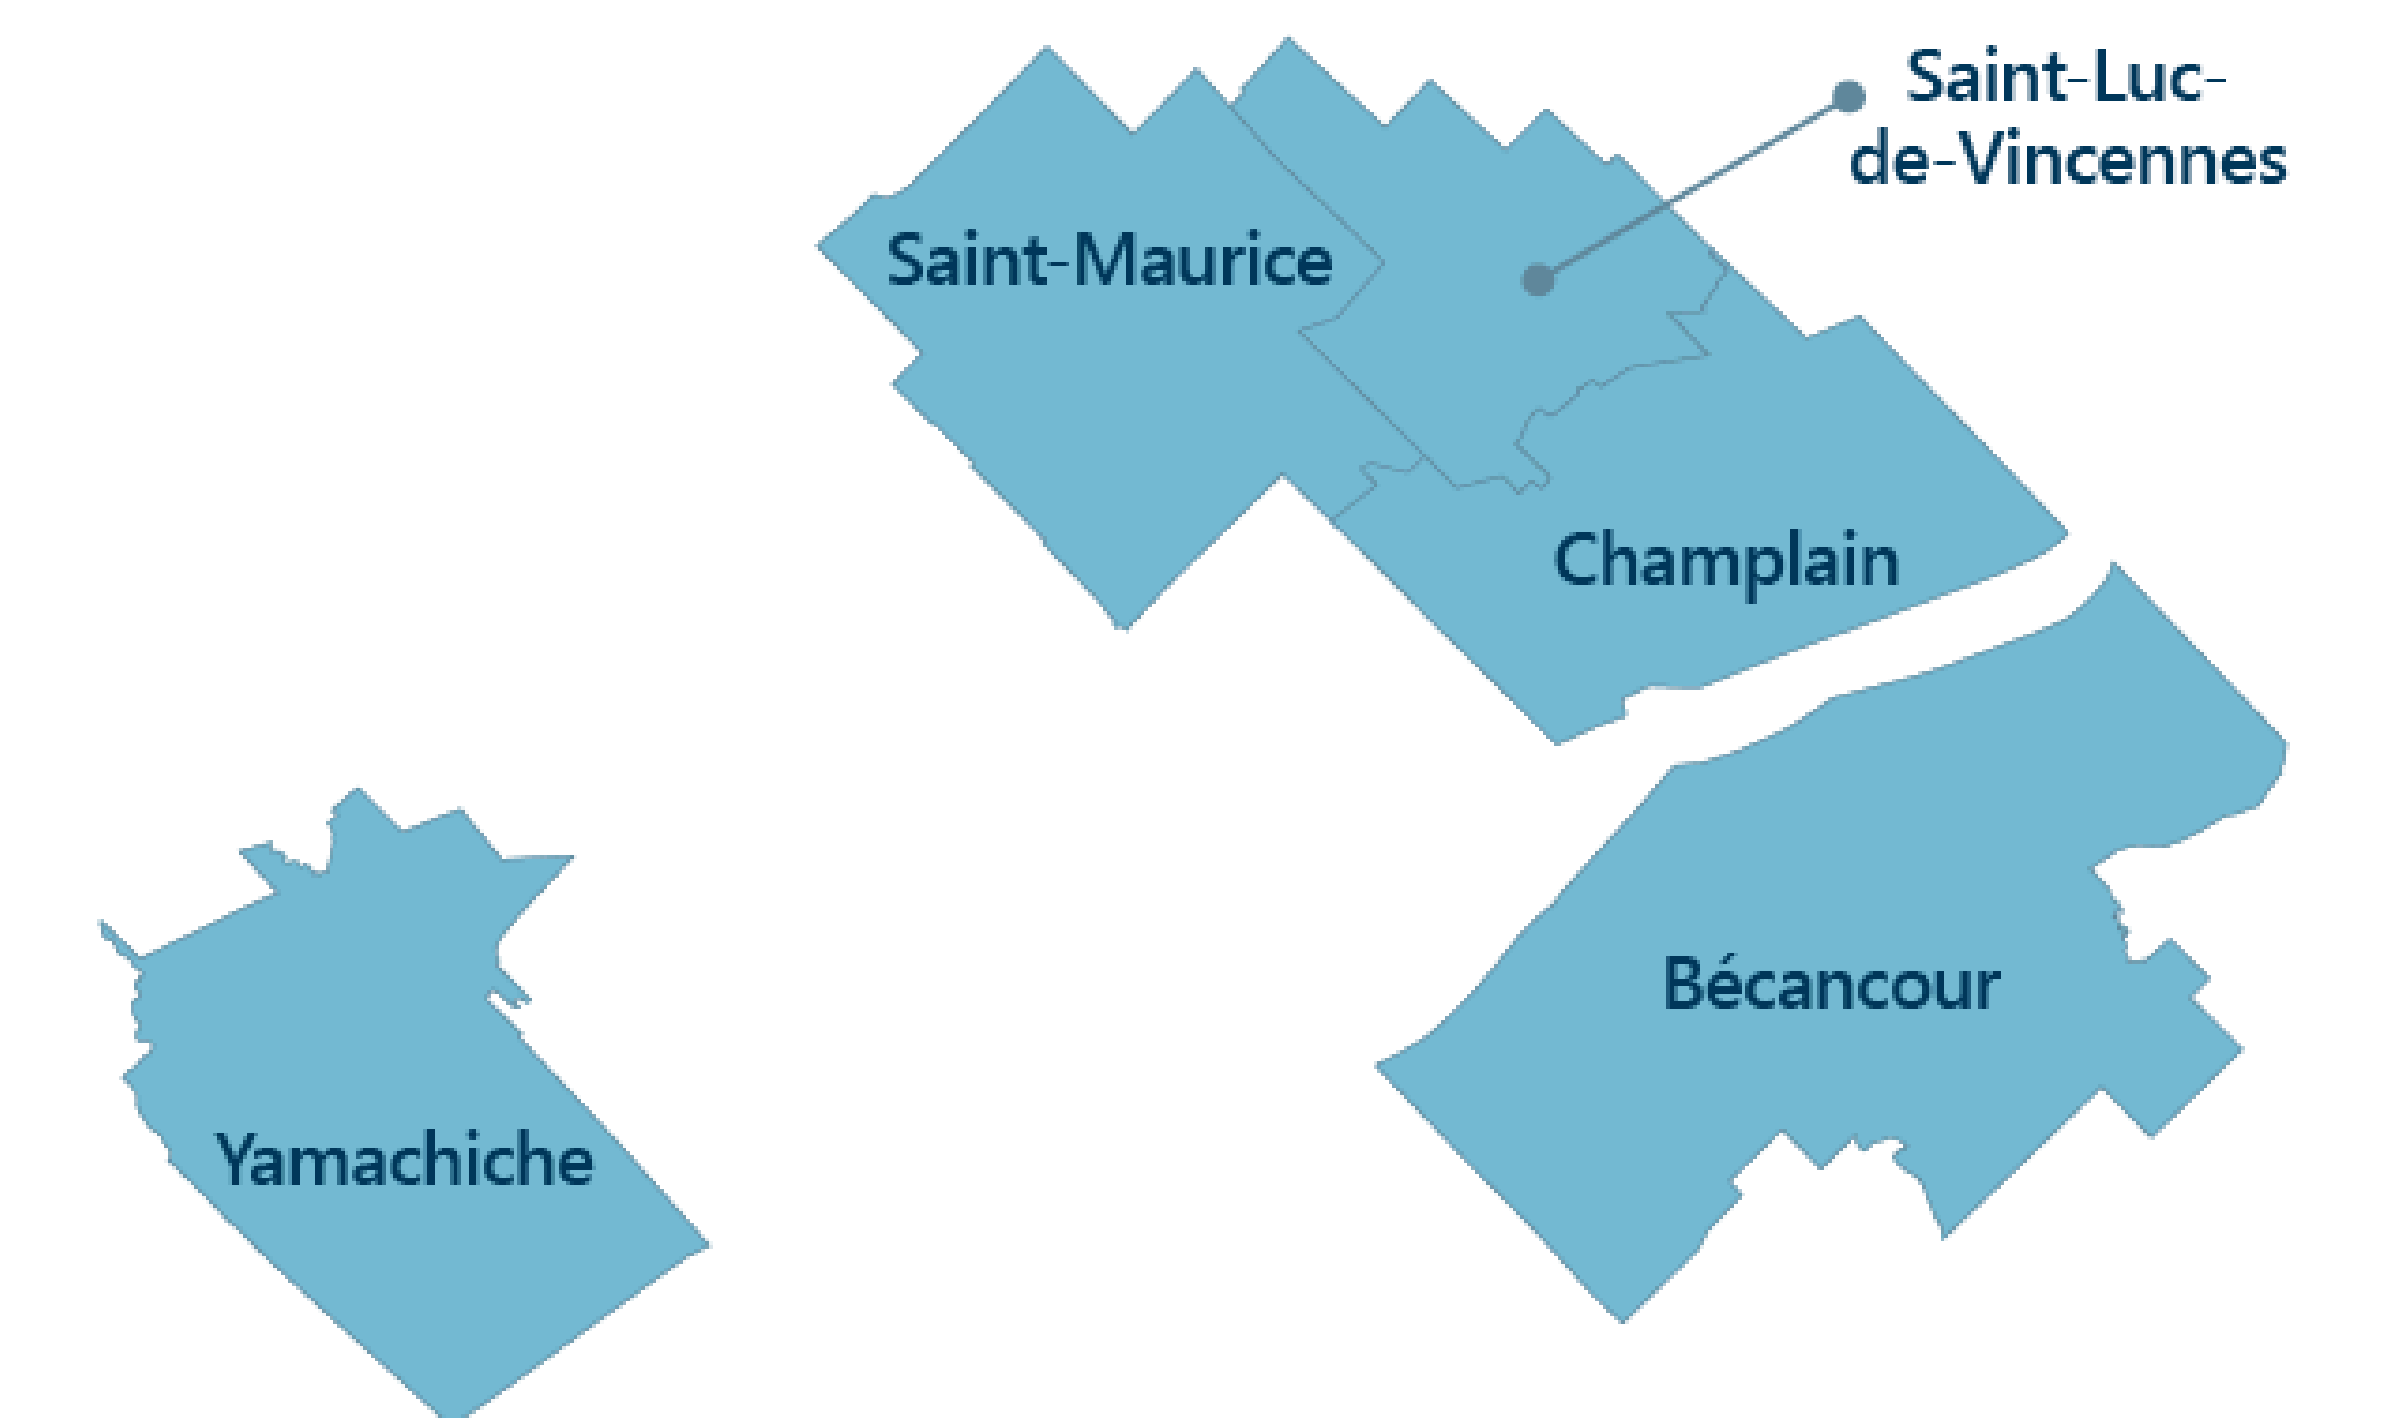 Saint-Luc-
de-Vincennes
Saint-Maurice
Champlain
Bécancour
Yamachiche